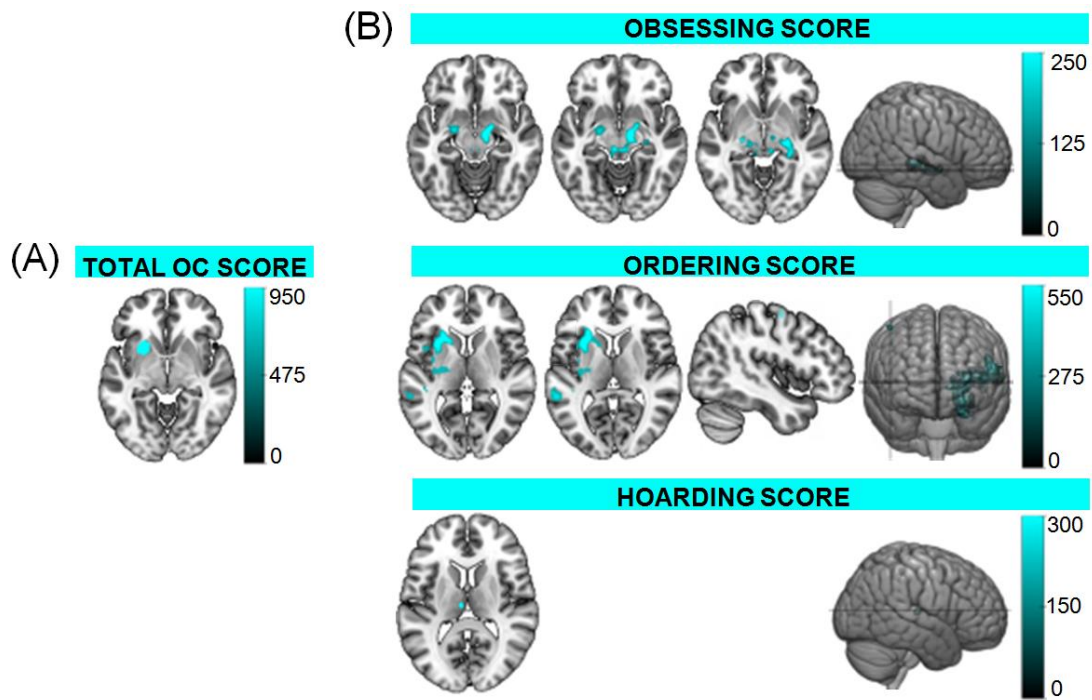 (A)
TOTAL OC SCORE
950
475
0
(B)
OBSESSING SCORE
250
125
0
ORDERING SCORE
550
275
0
HOARDING SCORE
300
150
0